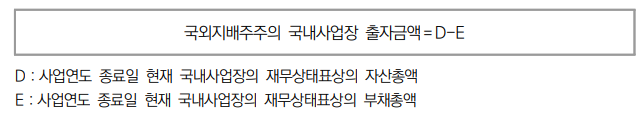 국외지배주주의 국내사업장 출자금액=D-E
D : 사업연도 종료일 현재 국내사업장의 재무상태표상의 자산총액
E : 사업연도 종료일 현재 국내사업장의 재무상태표상의 부채총액